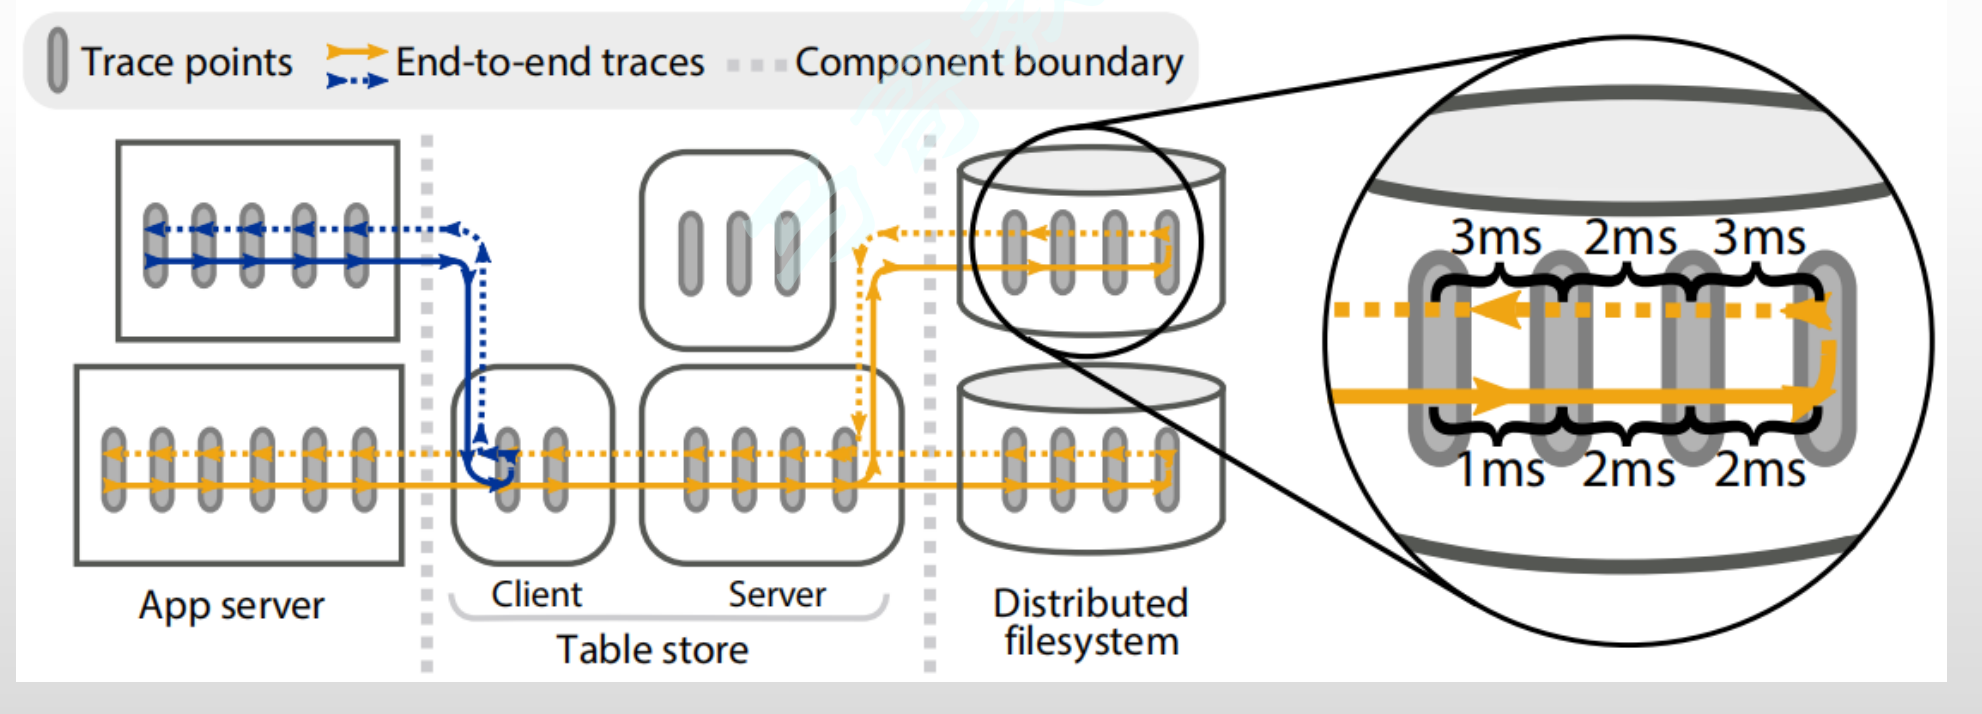 Trace points
End-to-end traces
Component boundary
3ms 2ms 3ms
1ms 2ms 2ms
App server
Client
Server
Table store
Distributed
filesystem